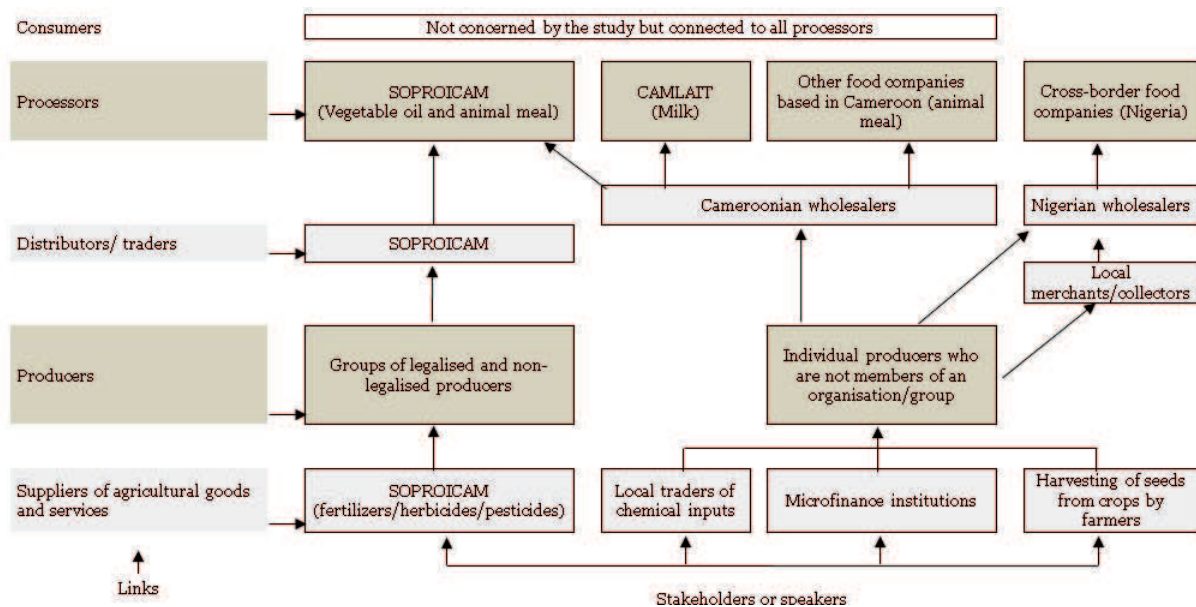 Consumers
Not concerned by the study but connected to all processors
Processors
SOPROICAM
(Vegetable oil and animal meal)
CAMLAIT
(Milk)
Other food companies
based in Cameroon (animal
meal)
Cross-border food
companies (Nigeria)
Cameroonian wholesalers
Nigerian wholesalers
Distributors/ traders
SOPROICAM
Local
merchants/collectors
Producers
Groups of legalised and non-
legalised producers
Individual producers who
are not members of an
organisation/group
Suppliers of agricultural goods
and services
SOPROICAM
(fertilizers/herbicides/pesticides)
Local traders of
chemical inputs
Microfinance institutions
Harvesting of seeds
from crops by
farmers
Links
Stakeholders or speakers